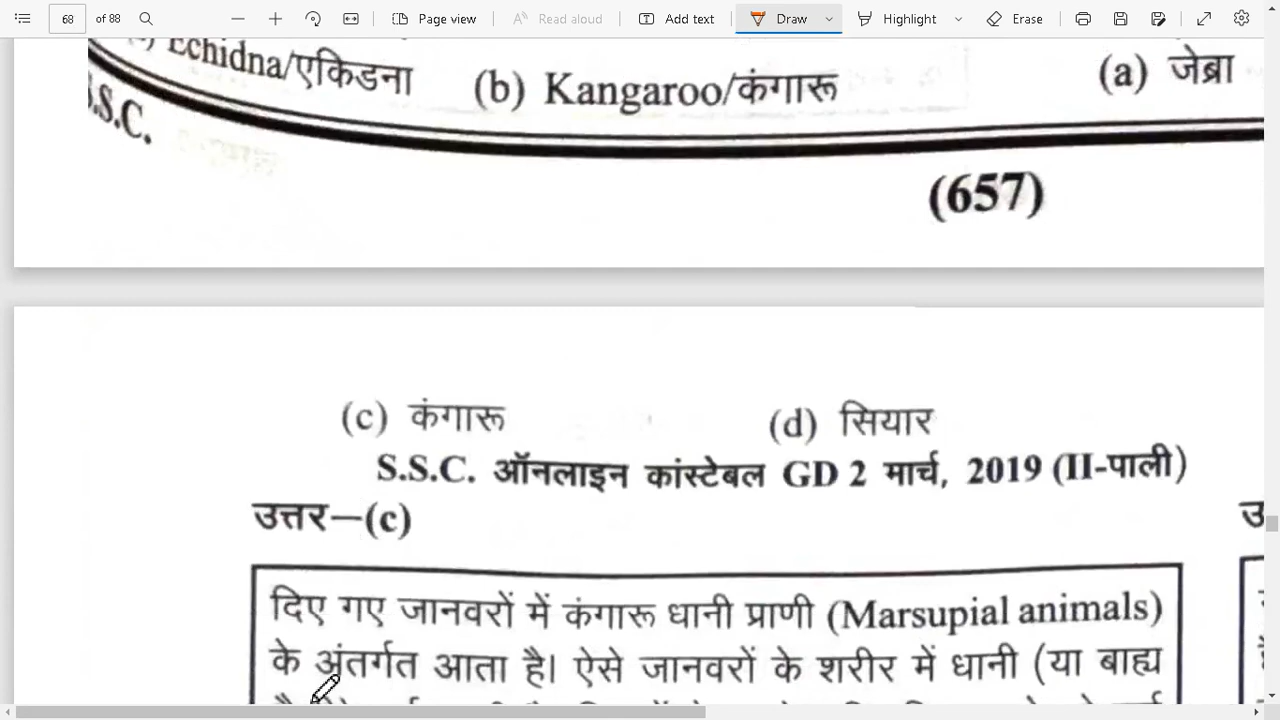 68 of 88 Page view Read aloud Add text Draw Highlight Erase
Echidna/एकिडना (b) Kangaroo/कंगारू (a) जेब्रा
S.C.
(657)
(c) कंगारू (d) सियार
S.S.C. ऑनलाइन कांस्टेबल GD 2 मार्च, 2019 (II-पाली)
उत्तर—(c)
दिए गए जानवरों में कंगारू धानी प्राणी (Marsupial animals)
के अंतर्गत आता है। ऐसे जानवरों के शरीर में धानी (या बाह्य